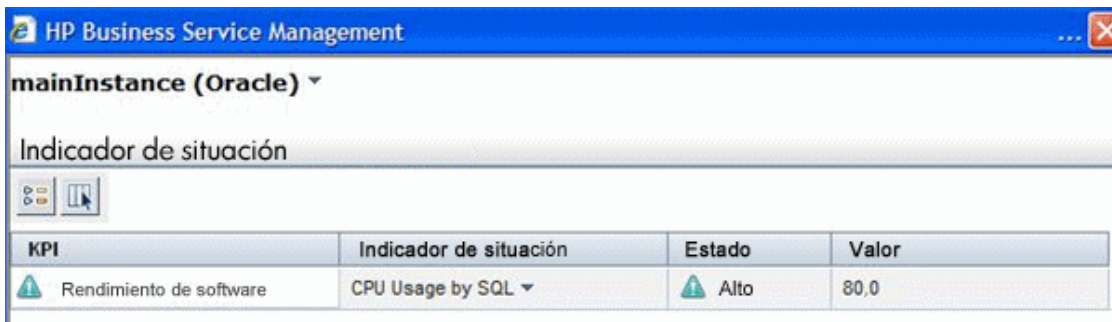 HP Business Service Management ...
mainInstance (Oracle)
Indicador de situación
KPI Indicador de situación Estado Valor
Rendimiento de software CPU Usage by SQL Alto 80,0